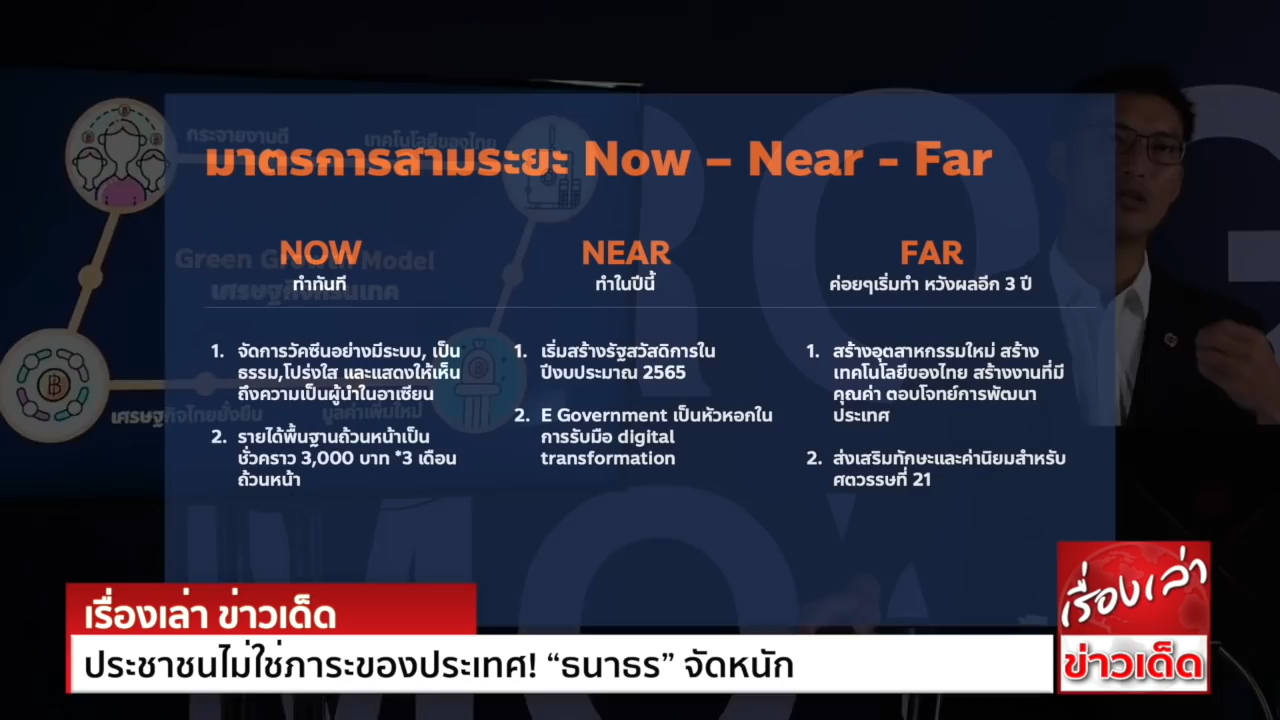 กระจายงานดี
เทคโนโลยีของไทย
มาตรการสามระยะ Now – Near - Far
Green Growth Model
เศรษฐกิจกรีนเทค
NOW
ทำทันที
NEAR
ทำในปีนี้
FAR
ค่อยๆเริ่มทำ หวังผลอีก 3 ปี
1. จัดการวัคซีนอย่างมีระบบ, เป็น
ธรรม,โปร่งใส และแสดงให้เห็น
ถึงความเป็นผู้นำในอาเซียน
2. รายได้พื้นฐานถ้วนหน้าเป็น
ชั่วคราว 3,000 บาท *3 เดือน
ถ้วนหน้า
1. เริ่มสร้างรัฐสวัสดิการใน
ปีงบประมาณ 2565
2. E Government เป็นหัวหอกใน
การรับมือ digital
transformation
1. สร้างอุตสาหกรรมใหม่ สร้าง
เทคโนโลยีของไทย สร้างงานที่มี
คุณค่า ตอบโจทย์การพัฒนา
ประเทศ
2. ส่งเสริมทักษะและค่านิยมสำหรับ
ศตวรรษที่ 21
เศรษฐกิจไทยยั่งยืน
มูลค่าเพิ่มใหม่
เรื่องเล่า ข่าวเด็ด
ประชาชนไม่ใช่ภาระของประเทศ! “ธนาธร” จัดหนัก
เรื่องเล่า
ข่าวเด็ด